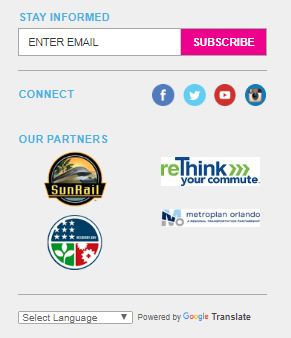 STAY INFORMED
ENTER EMAIL
SUBSCRIBE
CONNECT
OUR PARTNERS
SunRail
reThink
your commute.
metroplan orlando
A REGIONAL TRANSPORTATION PARTNERSHIP
Select Language
Powered by Google Translate